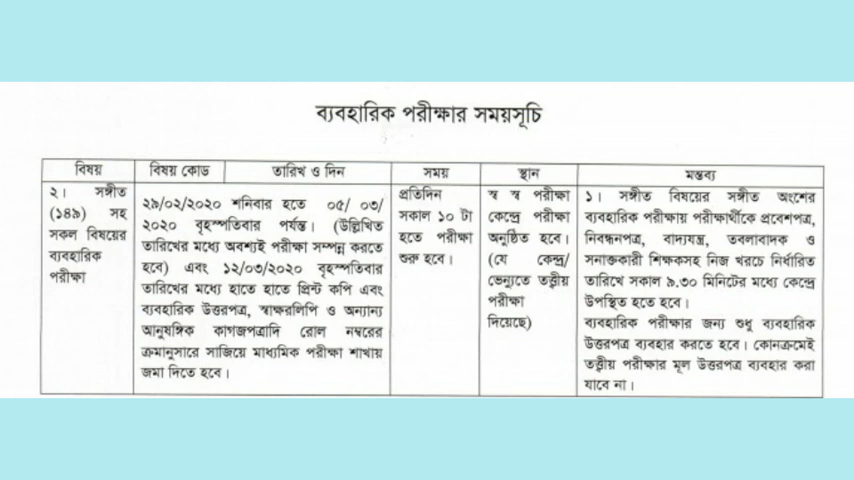 ব্যবহারিক পরীক্ষার সময়সূচি
বিষয়
বিষয় কোড
তারিখ ও দিন
সময়
স্থান
মন্তব্য
২। সঙ্গীত
(১৪৯) সহ
সকল বিষয়ের
ব্যবহারিক
পরীক্ষা
২৯/০২/২০২০ শনিবার হতে ০৫/ ০৩/
২০২০ বৃহস্পতিবার পর্যন্ত। (উল্লিখিত
তারিখের মধ্যে অবশ্যই পরীক্ষা সম্পন্ন করতে
হবে) এবং ১২/০৩/২০২০ বৃহস্পতিবার
তারিখের মধ্যে হাতে হাতে প্রিন্ট কপি এবং
ব্যবহারিক উত্তরপত্র, স্বাক্ষরলিপি ও অন্যান্য
আনুষঙ্গিক কাগজপত্রাদি রোল নম্বরের
ক্রমানুসারে সাজিয়ে মাধ্যমিক পরীক্ষা শাখায়
জমা দিতে হবে।
প্রতিদিন
সকাল ১০ টা
হতে পরীক্ষা
শুরু হবে।
স্ব স্ব পরীক্ষা
কেন্দ্রে পরীক্ষা
অনুষ্ঠিত হবে।
(যে কেন্দ্র/
ভেন্যুতে তত্ত্বীয়
পরীক্ষা
দিয়েছে)
১। সঙ্গীত বিষয়ের সঙ্গীত অংশের
ব্যবহারিক পরীক্ষায় পরীক্ষার্থীকে প্রবেশপত্র,
নিবন্ধনপত্র, বাদ্যযন্ত্র, তবলাবাদক ও
সনাক্তকারী শিক্ষকসহ নিজ খরচে নির্ধারিত
তারিখে সকাল ৯.৩০ মিনিটের মধ্যে কেন্দ্রে
উপস্থিত হতে হবে।
ব্যবহারিক পরীক্ষার জন্য শুধু ব্যবহারিক
উত্তরপত্র ব্যবহার করতে হবে। কোনক্রমেই
তত্ত্বীয় পরীক্ষার মূল উত্তরপত্র ব্যবহার করা
যাবে না।